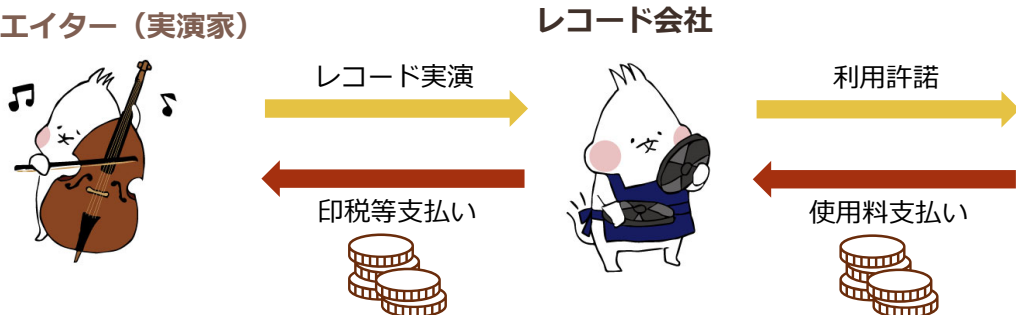 エイター（実演家）
レコード会社
レコード実演
利用許諾
印税等支払い
使用料支払い